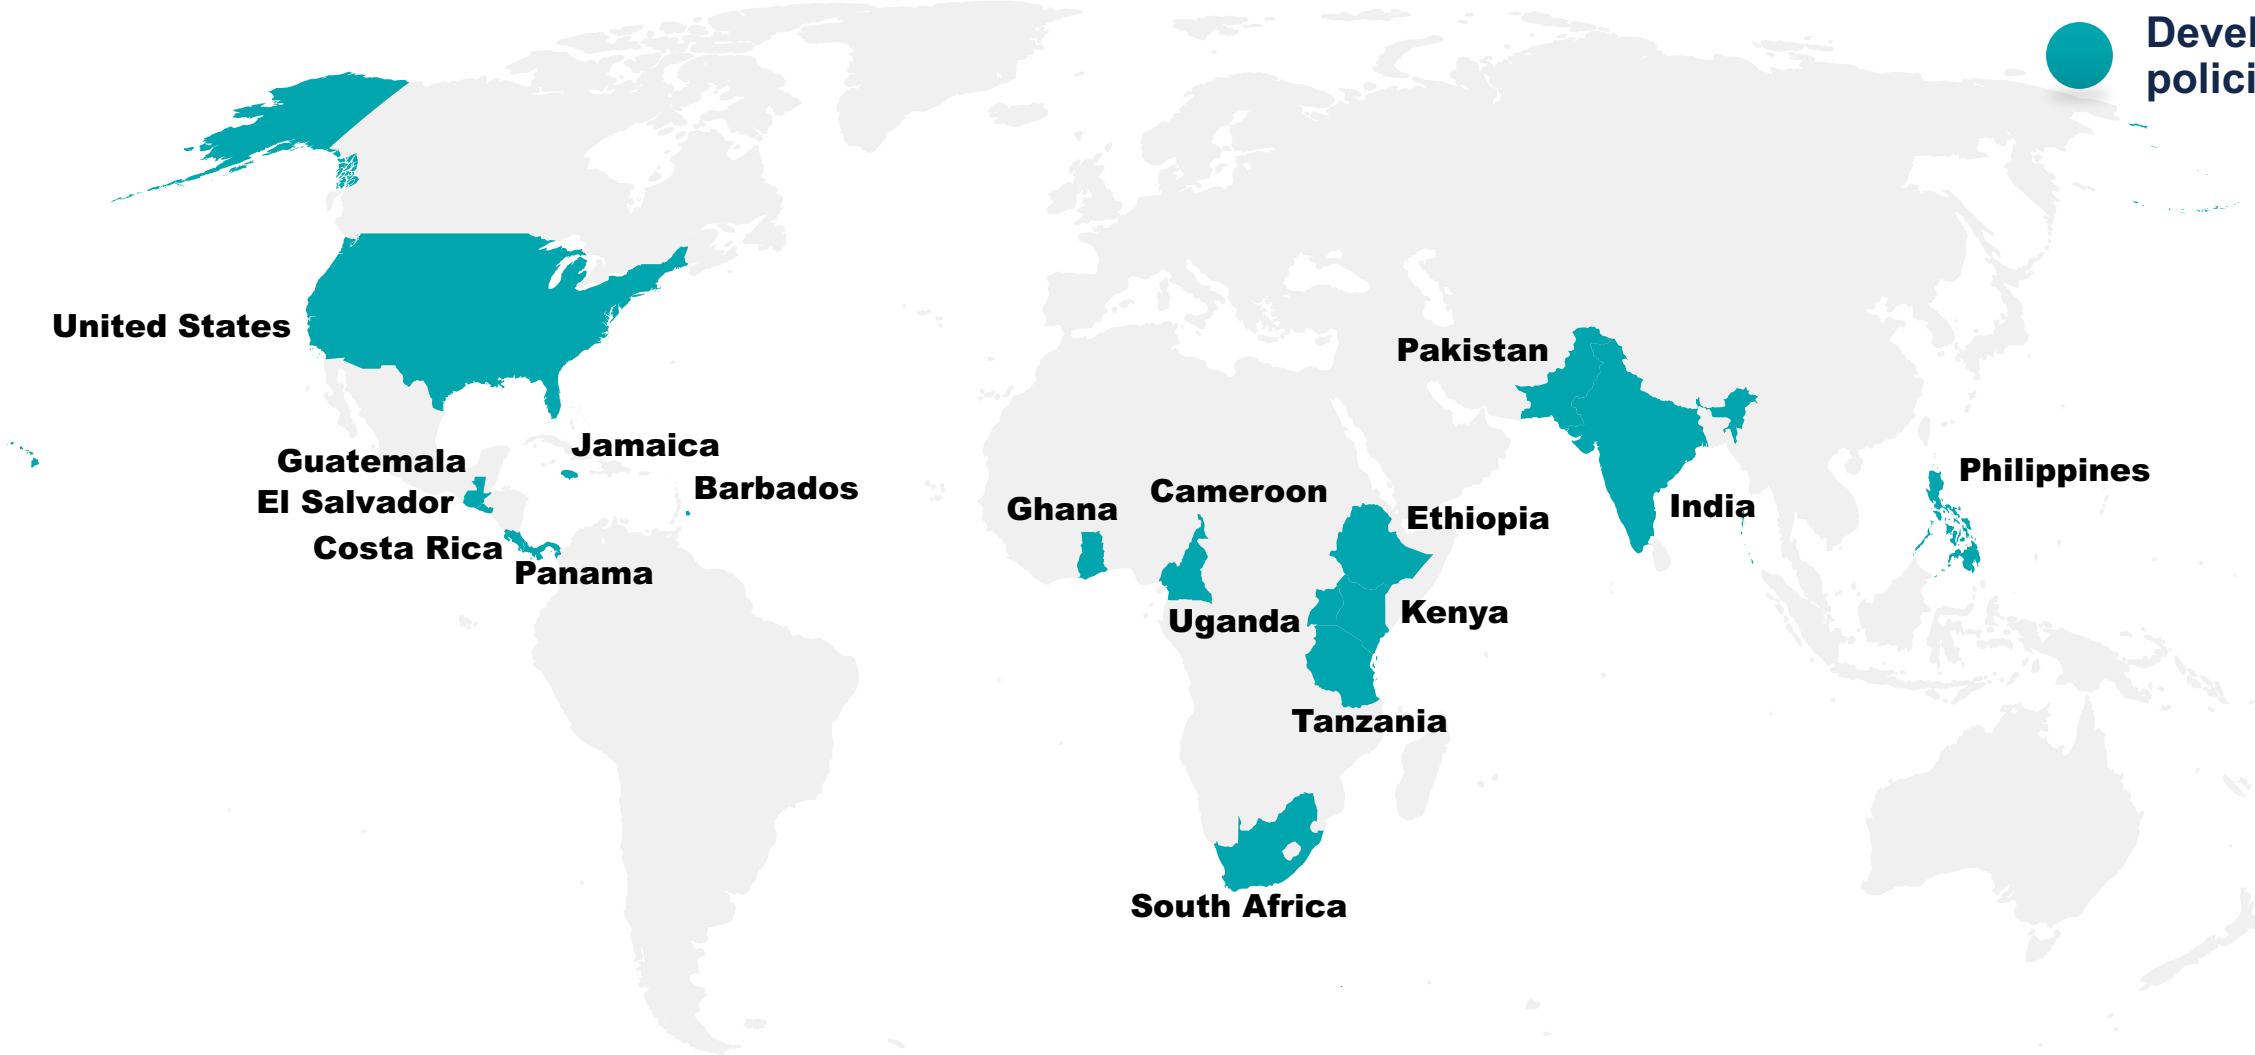 Devel
polici
United States
Pakistan
Jamaica
Guatemala
Philippines
Barbados
Cameroon
El Salvador
India
Ghana
Ethiopia
Costa Rica
Panama
Kenya
Uganda
Tanzania
South Africa